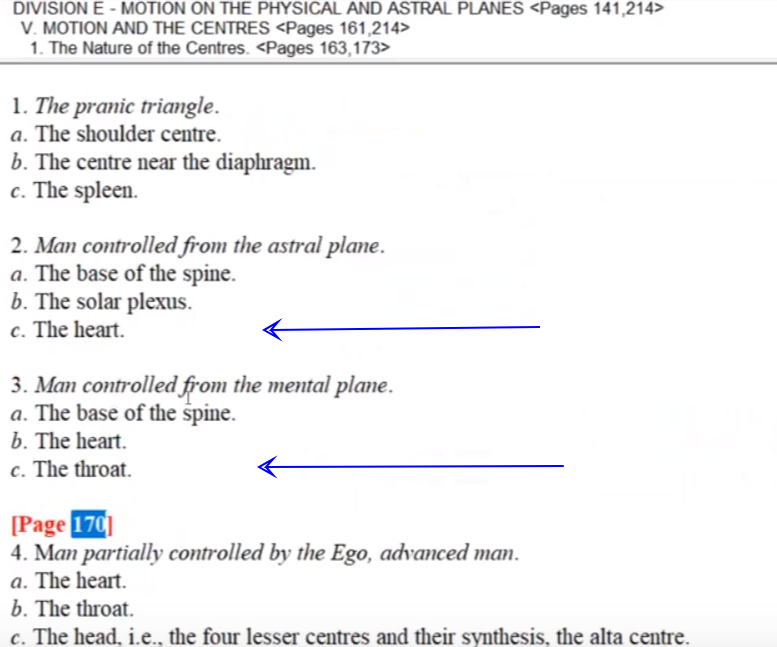 DIVISION E - MOTION ON THE PHYSICAL AND ASTRAL PLANES <Pages 141,214>
V. MOTION AND THE CENTRES <Pages 161,214>
1. The Nature of the Centres. <Pages 163,173>
1. The pranic triangle.
a. The shoulder centre.
b. The centre near the diaphragm.
c. The spleen.
2. Man controlled from the astral plane.
a. The base of the spine.
b. The solar plexus.
c. The heart.
3. Man controlled from the mental plane.
a. The base of the spine.
b. The heart.
c. The throat.
[Page 170]
4. Man partially controlled by the Ego, advanced man.
a. The heart.
b. The throat.
c. The head, i.e., the four lesser centres and their synthesis, the alta centre.